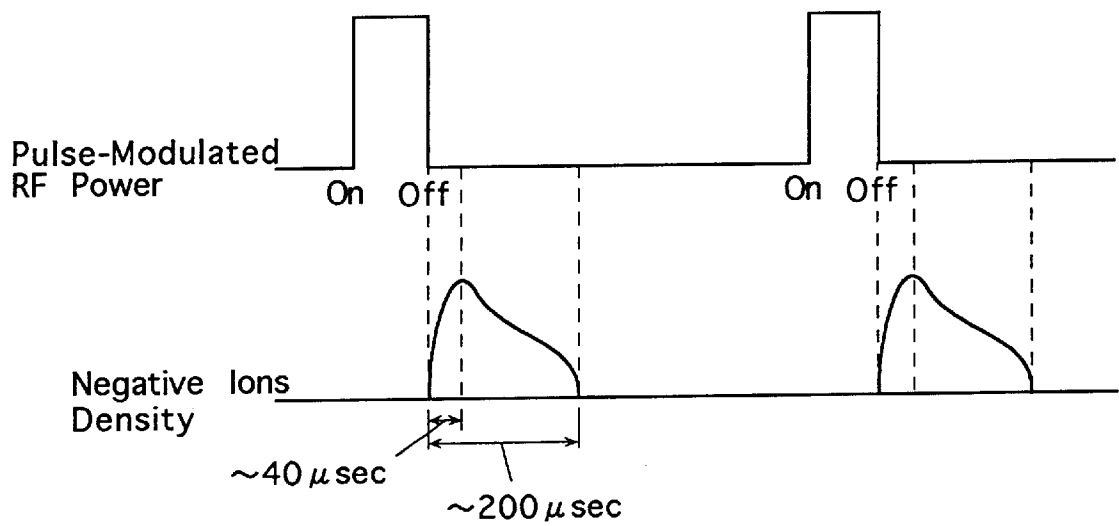 Pulse-Modulated
RF Power
On Off
On Off
Negative Ions
Density
~40 μsec
~200 μsec